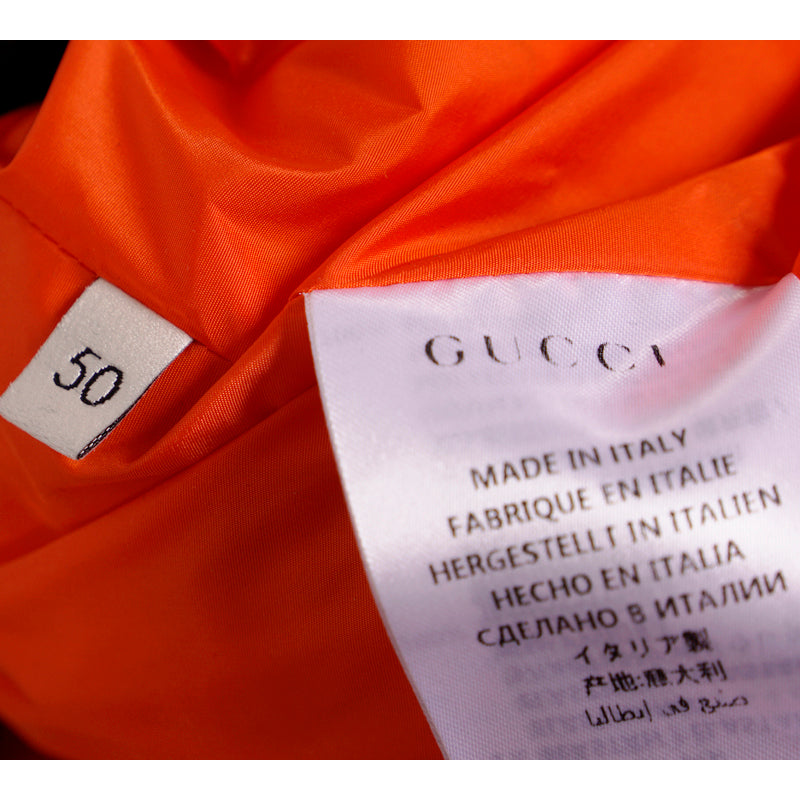 50
GUCCI
MADE IN ITALY
FABRIQUE EN ITALIE
HERGESTELLT IN ITALIEN
HECHO EN ITALIA
СДЕЛАНО В ИТАЛИИ
イタリア製
产地:意大利
صنع في إيطاليا